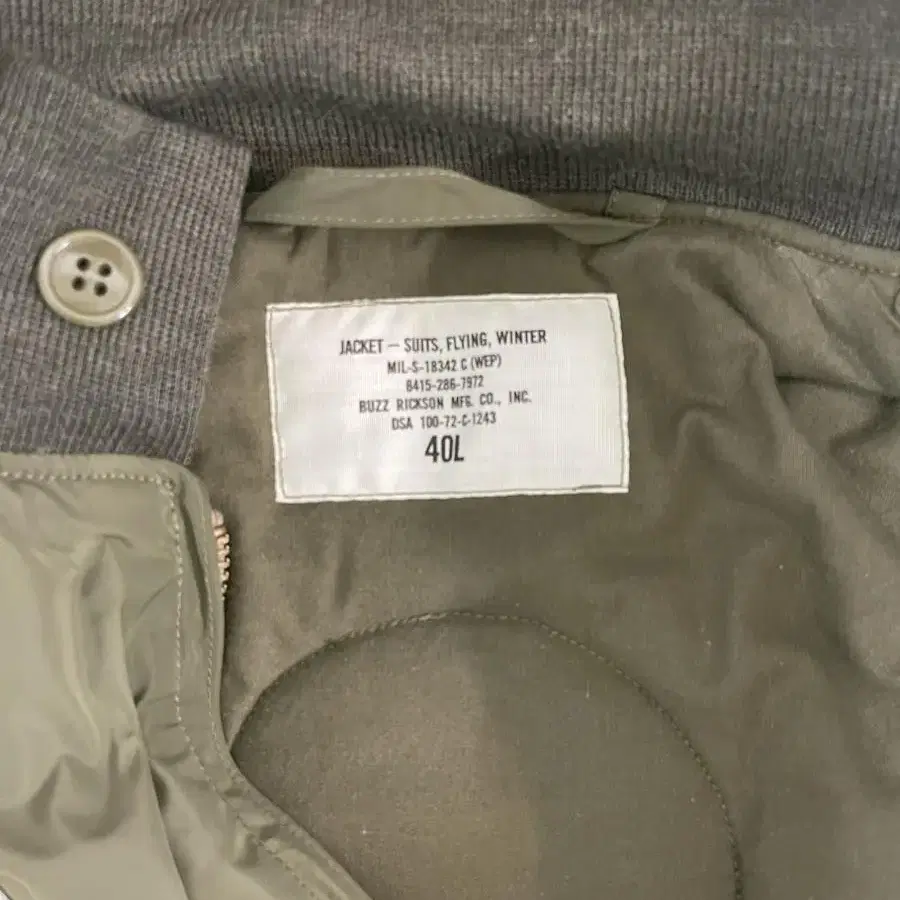 JACKET — SUITS, FLYING, WINTER
MIL-S-18342 C (WEP)
8415-286-7972
BUZZ RICKSON MFG. CO., INC.
DSA 100-72-C-1243
40L